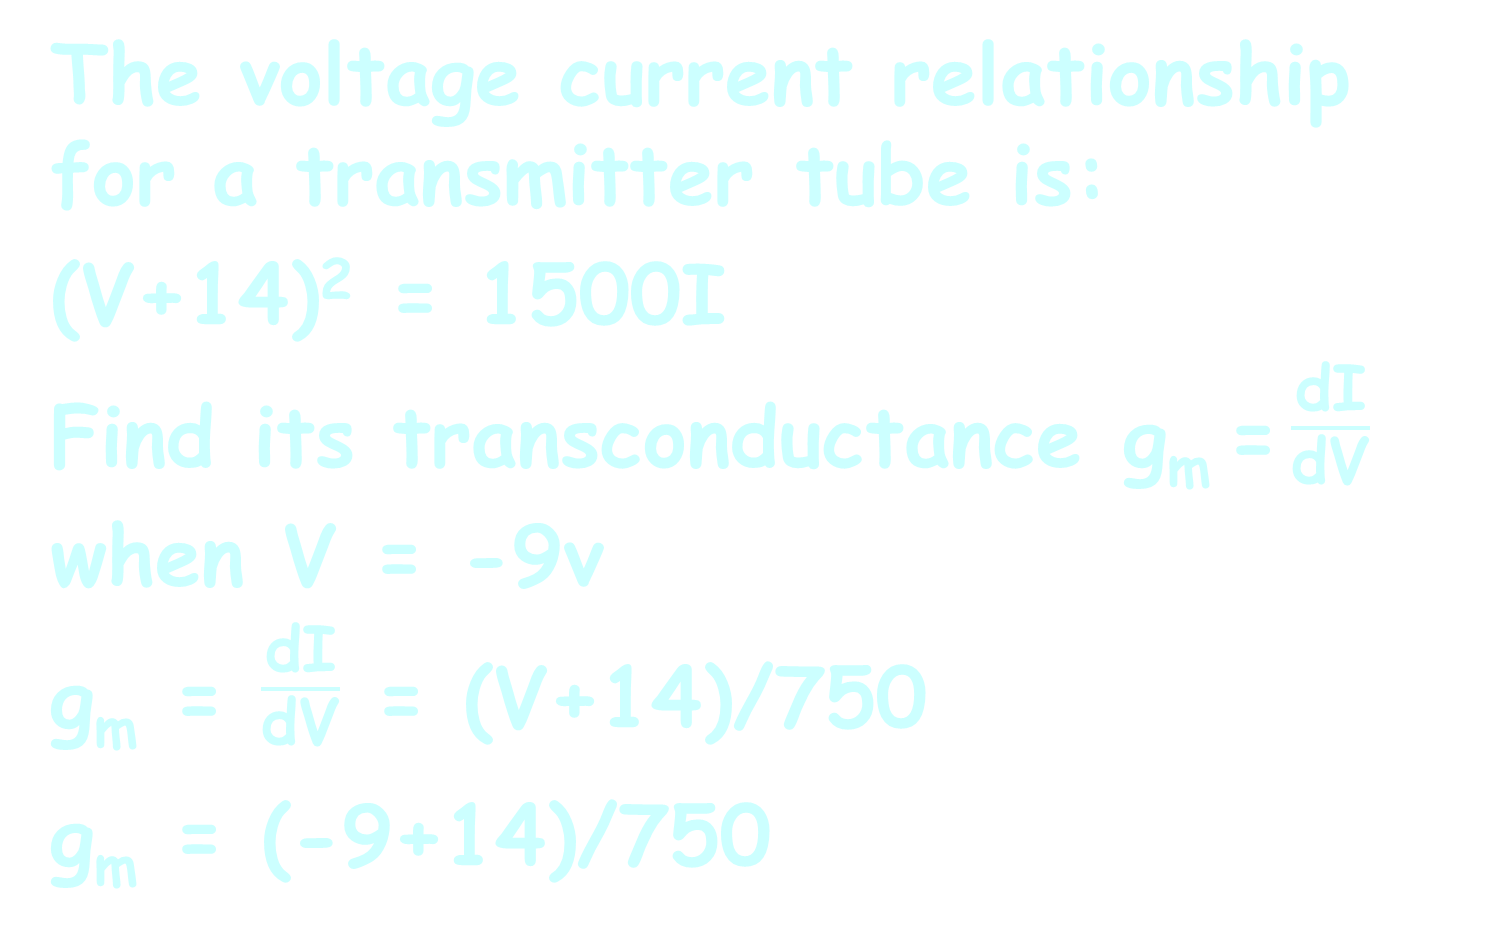 The voltage current relationship
for a transmitter tube is:
(V+14)² = 1500I
Find its transconductance gₘ = dI/dV
when V = -9v
gₘ = dI/dV = (V+14)/750
gₘ = (-9+14)/750